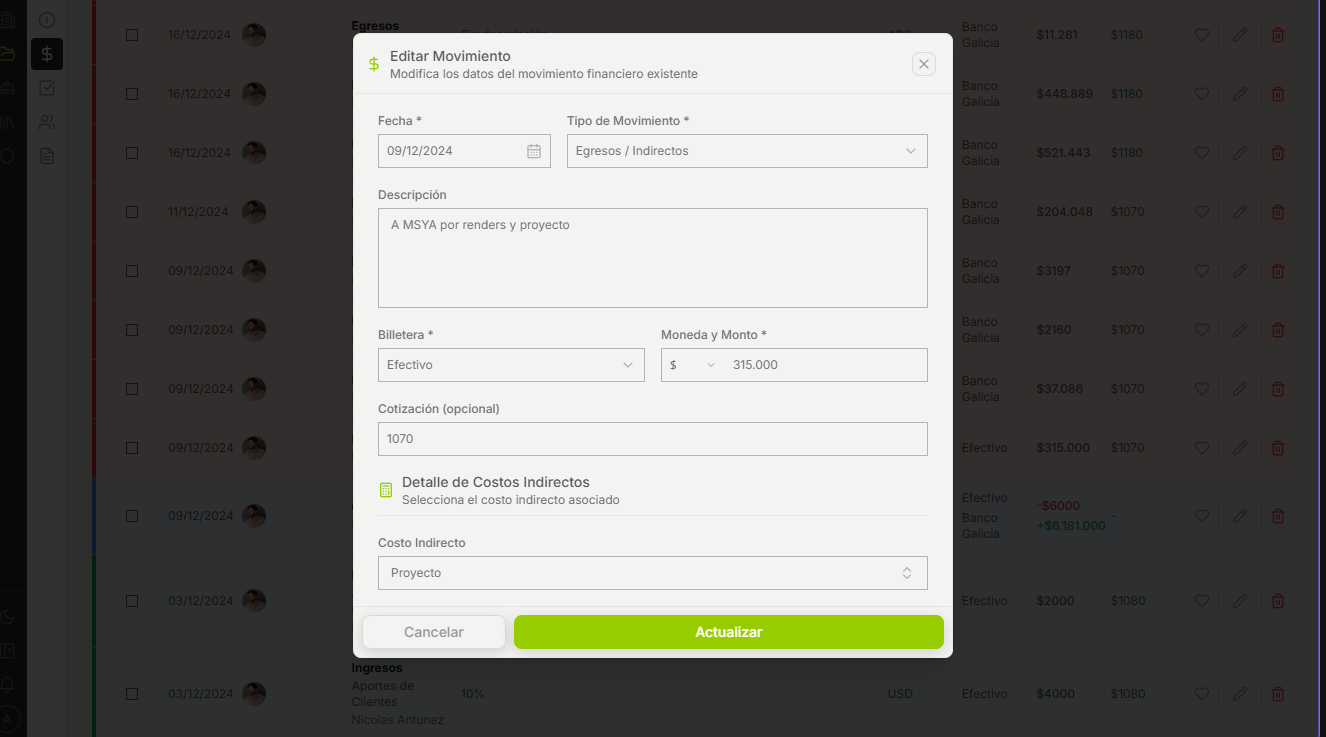 Editar Movimiento
Modifica los datos del movimiento financiero existente
Fecha *
Tipo de Movimiento *
09/12/2024
Egresos / Indirectos
Descripción
A MSYA por renders y proyecto
Billetera *
Moneda y Monto *
Efectivo
$
315.000
Cotización (opcional)
1070
Detalle de Costos Indirectos
Selecciona el costo indirecto asociado
Costo Indirecto
Proyecto
Cancelar
Actualizar
16/12/2024
Egresos
Banco
Galicia
$11.281
$1180
16/12/2024
Banco
Galicia
$448.889
$1180
16/12/2024
Banco
Galicia
$521.443
$1180
11/12/2024
Banco
Galicia
$204.048
$1070
09/12/2024
Banco
Galicia
$3197
$1070
09/12/2024
Banco
Galicia
$2160
$1070
09/12/2024
Banco
Galicia
$37.086
$1070
09/12/2024
Efectivo
$315.000
$1070
09/12/2024
Efectivo
Banco
Galicia
-$6000
+$6.181.000
-
03/12/2024
Efectivo
$2000
$1080
03/12/2024
Ingresos
Aportes de
Clientes
Nicolas Antunez
10%
USD
Efectivo
$4000
$1080
A